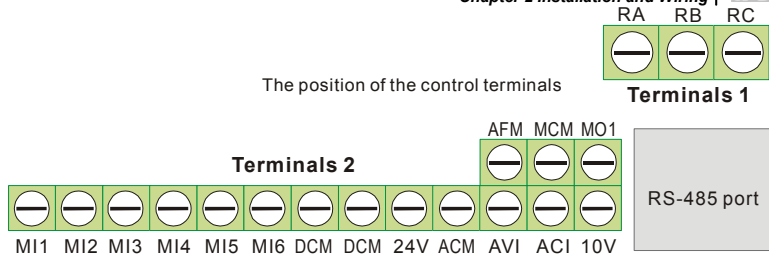 Chapter 2 Installation and Wiring |
RA RB RC
The position of the control terminals
Terminals 1
AFM MCM MO1
Terminals 2
RS-485 port
MI1 MI2 MI3 MI4 MI5 MI6 DCM DCM 24V ACM AVI ACI 10V